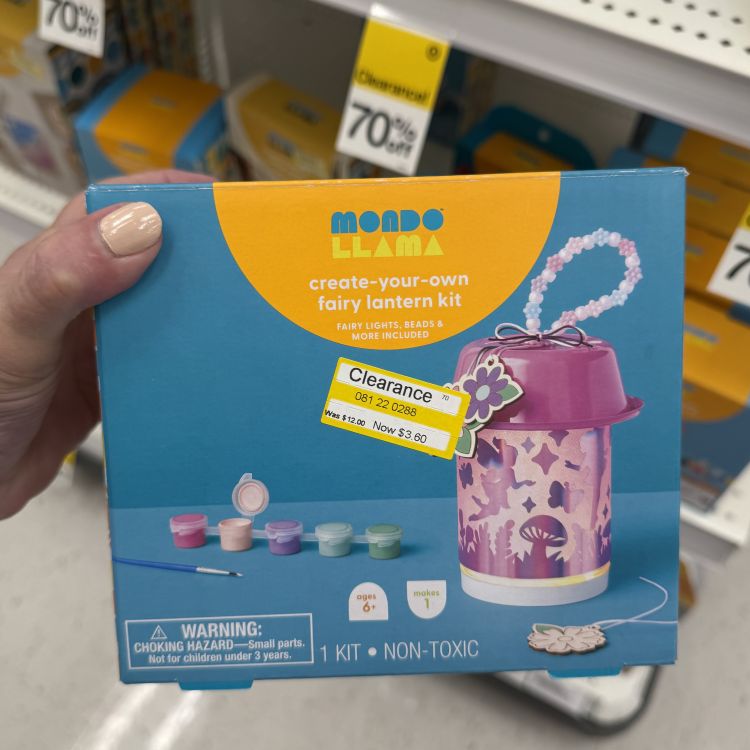 70%
off
Clearance!
70%
off
7
MONDO
LLAMA
create-your-own
fairy lantern kit
FAIRY LIGHTS, BEADS &
MORE INCLUDED
Clearance 70
081 22 0288
Was $12.00 Now $3.60
ages
6+
makes
1
WARNING:
CHOKING HAZARD—Small parts.
Not for children under 3 years.
1 KIT • NON-TOXIC